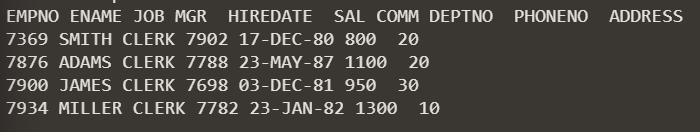 EMPNO ENAME JOB MGR  HIREDATE  SAL COMM DEPTNO  PHONENO  ADDRESS
7369 SMITH CLERK 7902 17-DEC-80 800  20
7876 ADAMS CLERK 7788 23-MAY-87 1100  20
7900 JAMES CLERK 7698 03-DEC-81 950  30
7934 MILLER CLERK 7782 23-JAN-82 1300  10